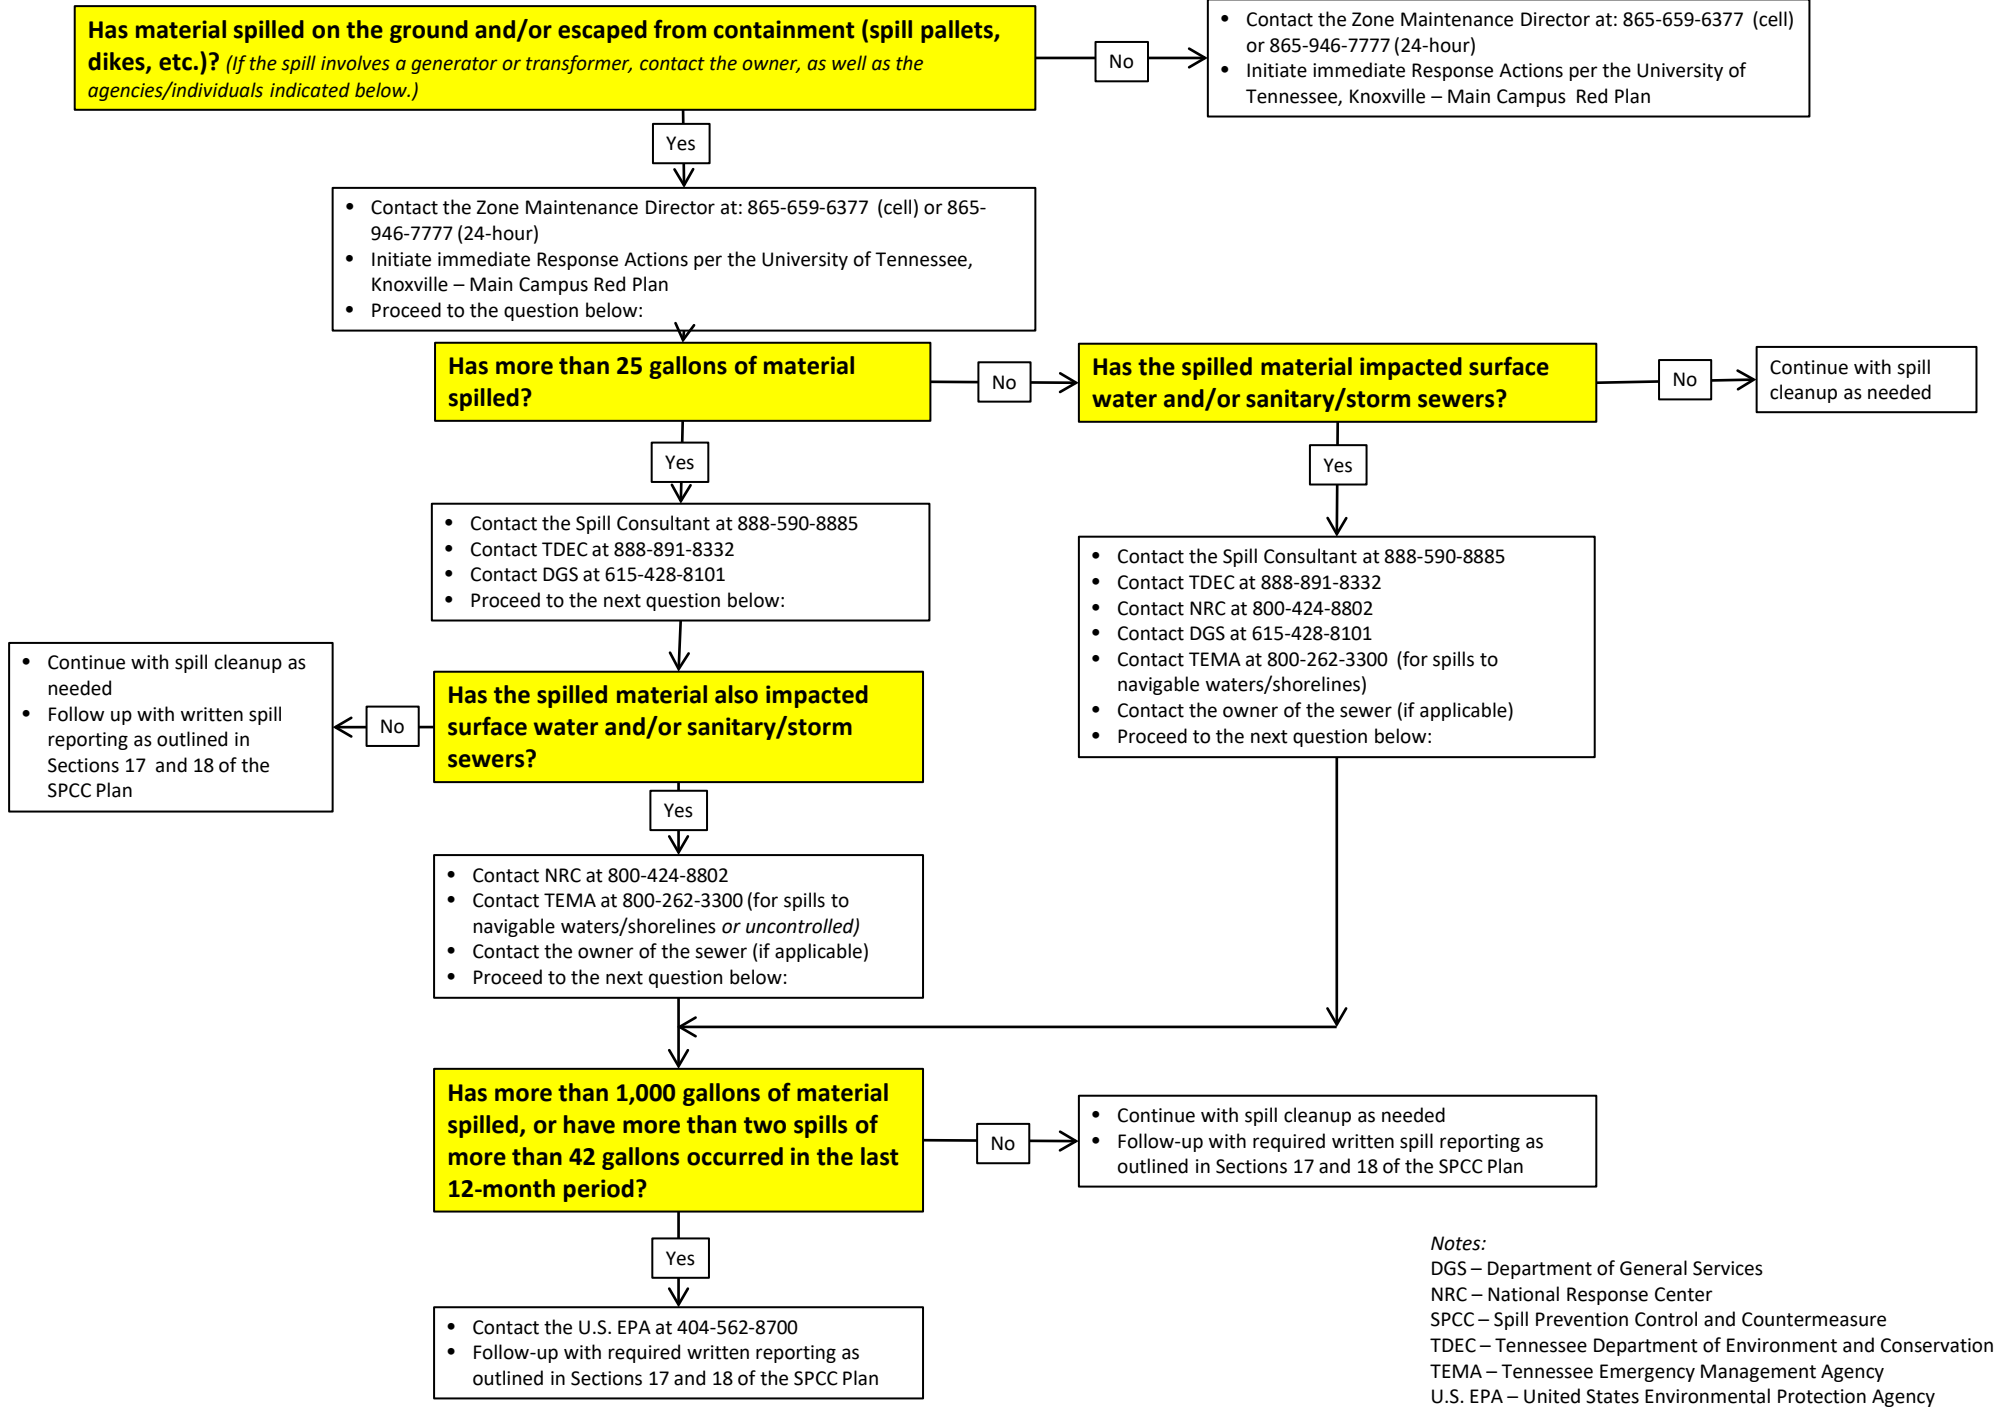 Has material spilled on the ground and/or escaped from containment (spill pallets,
dikes, etc.)? (If the spill involves a generator or transformer, contact the owner, as well as the
agencies/individuals indicated below.)
No
• Contact the Zone Maintenance Director at: 865-659-6377 (cell)
or 865-946-7777 (24-hour)
• Initiate immediate Response Actions per the University of
Tennessee, Knoxville – Main Campus Red Plan
Yes
• Contact the Zone Maintenance Director at: 865-659-6377 (cell) or 865-
946-7777 (24-hour)
• Initiate immediate Response Actions per the University of Tennessee,
Knoxville – Main Campus Red Plan
• Proceed to the question below:
Has more than 25 gallons of material
spilled?
No
Has the spilled material impacted surface
water and/or sanitary/storm sewers?
No
Continue with spill
cleanup as needed
Yes
• Contact the Spill Consultant at 888-590-8885
• Contact TDEC at 888-891-8332
• Contact DGS at 615-428-8101
• Proceed to the next question below:
Yes
• Contact the Spill Consultant at 888-590-8885
• Contact TDEC at 888-891-8332
• Contact NRC at 800-424-8802
• Contact DGS at 615-428-8101
• Contact TEMA at 800-262-3300 (for spills to
navigable waters/shorelines)
• Contact the owner of the sewer (if applicable)
• Proceed to the next question below:
Has the spilled material also impacted
surface water and/or sanitary/storm
sewers?
No
• Continue with spill cleanup as
needed
• Follow up with written spill
reporting as outlined in
Sections 17 and 18 of the
SPCC Plan
Yes
• Contact NRC at 800-424-8802
• Contact TEMA at 800-262-3300 (for spills to
navigable waters/shorelines or uncontrolled)
• Contact the owner of the sewer (if applicable)
• Proceed to the next question below:
Has more than 1,000 gallons of material
spilled, or have more than two spills of
more than 42 gallons occurred in the last
12-month period?
No
• Continue with spill cleanup as needed
• Follow-up with required written spill reporting as
outlined in Sections 17 and 18 of the SPCC Plan
Yes
• Contact the U.S. EPA at 404-562-8700
• Follow-up with required written reporting as
outlined in Sections 17 and 18 of the SPCC Plan
Notes:
DGS – Department of General Services
NRC – National Response Center
SPCC – Spill Prevention Control and Countermeasure
TDEC – Tennessee Department of Environment and Conservation
TEMA – Tennessee Emergency Management Agency
U.S. EPA – United States Environmental Protection Agency